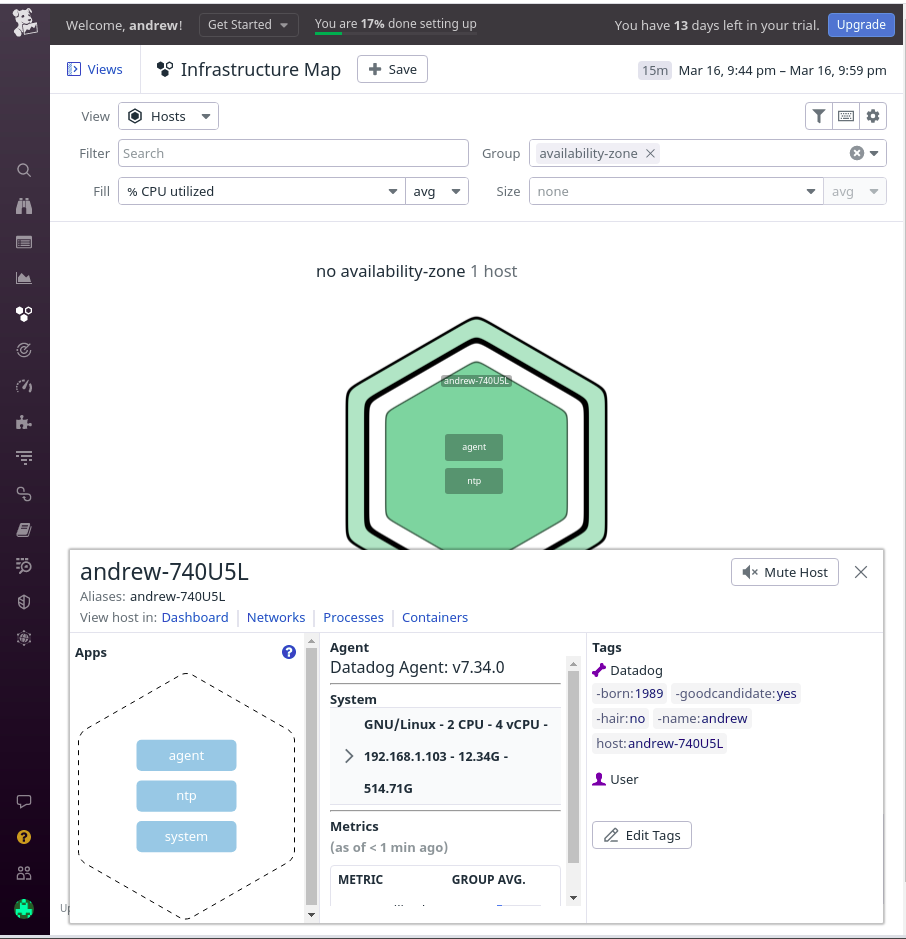 Welcome, andrew! Get Started You are 17% done setting up You have 13 days left in your trial. Upgrade
Views Infrastructure Map + Save 15m Mar 16, 9:44 pm – Mar 16, 9:59 pm
View Hosts
Filter Search Group availability-zone
Fill % CPU utilized avg Size none avg
no availability-zone 1 host
andrew-740U5L
agent
ntp
andrew-740U5L
Mute Host
Aliases: andrew-740U5L
View host in: Dashboard Networks Processes Containers
Apps
?
agent
ntp
system
Agent
Datadog Agent: v7.34.0
System
GNU/Linux - 2 CPU - 4 vCPU -
192.168.1.103 - 12.34G -
514.71G
Metrics
(as of < 1 min ago)
METRIC GROUP AVG.
Tags
Datadog
-born:1989 -goodcandidate:yes
-hair:no -name:andrew
host:andrew-740U5L
User
Edit Tags